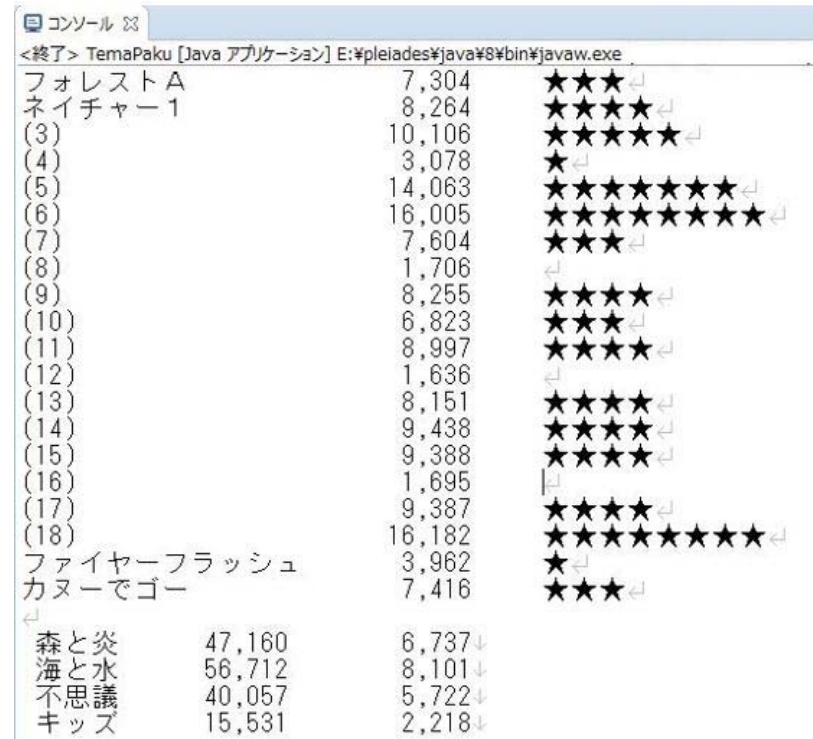 コンソール
<終了> TemaPaku [Java アプリケーション] E:¥pleiades¥java¥8¥bin¥javaw.exe
フォレストA 7,304 ★★★↵
ネイチャー1 8,264 ★★★★↵
(3) 10,106 ★★★★★↵
(4) 3,078 ★↵
(5) 14,063 ★★★★★★★↵
(6) 16,005 ★★★★★★★★↵
(7) 7,604 ★★★↵
(8) 1,706 ↵
(9) 8,255 ★★★★↵
(10) 6,823 ★★★↵
(11) 8,997 ★★★★↵
(12) 1,636 ↵
(13) 8,151 ★★★★↵
(14) 9,438 ★★★★↵
(15) 9,388 ★★★★↵
(16) 1,695 ↵
(17) 9,387 ★★★★↵
(18) 16,182 ★★★★★★★★↵
ファイヤーフラッシュ 3,962 ★↵
カヌーでゴー 7,416 ★★★↵
↵
森と炎 47,160 6,737↓
海と水 56,712 8,101↓
不思議 40,057 5,722↓
キッズ 15,531 2,218↓